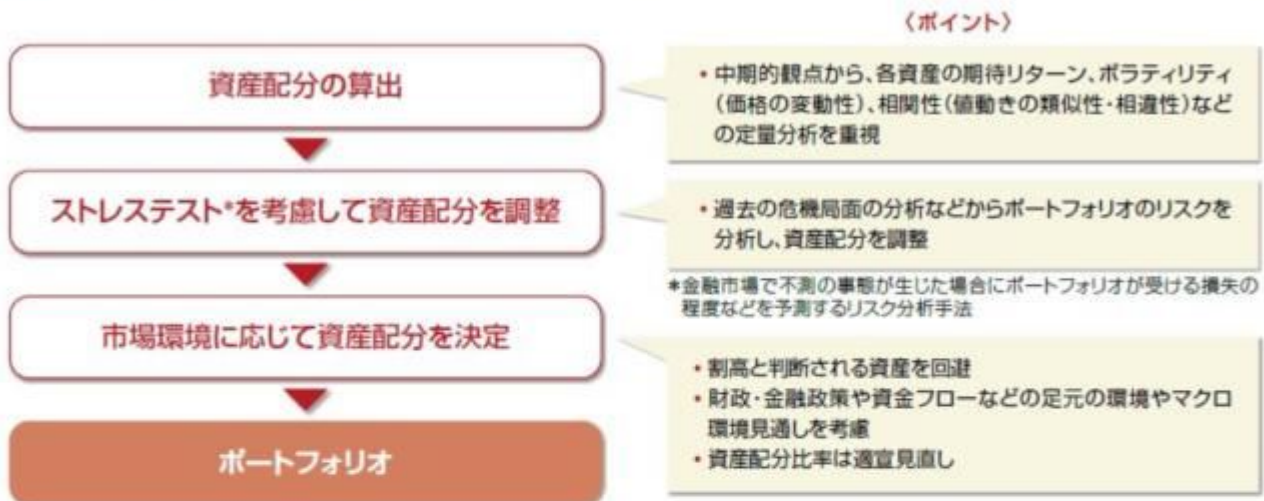 〈ポイント〉
資産配分の算出
• 中期的観点から、各資産の期待リターン、ボラティリティ
(価格の変動性)、相関性(値動きの類似性・相違性)など
の定量分析を重視
ストレステスト*を考慮して資産配分を調整
• 過去の危機局面の分析などからポートフォリオのリスクを
分析し、資産配分を調整
*金融市場で不測の事態が生じた場合にポートフォリオが受ける損失の
程度などを予測するリスク分析手法
市場環境に応じて資産配分を決定
• 割高と判断される資産を回避
• 財政・金融政策や資金フローなどの足元の環境やマクロ
環境見通しを考慮
• 資産配分比率は適宜見直し
ポートフォリオ